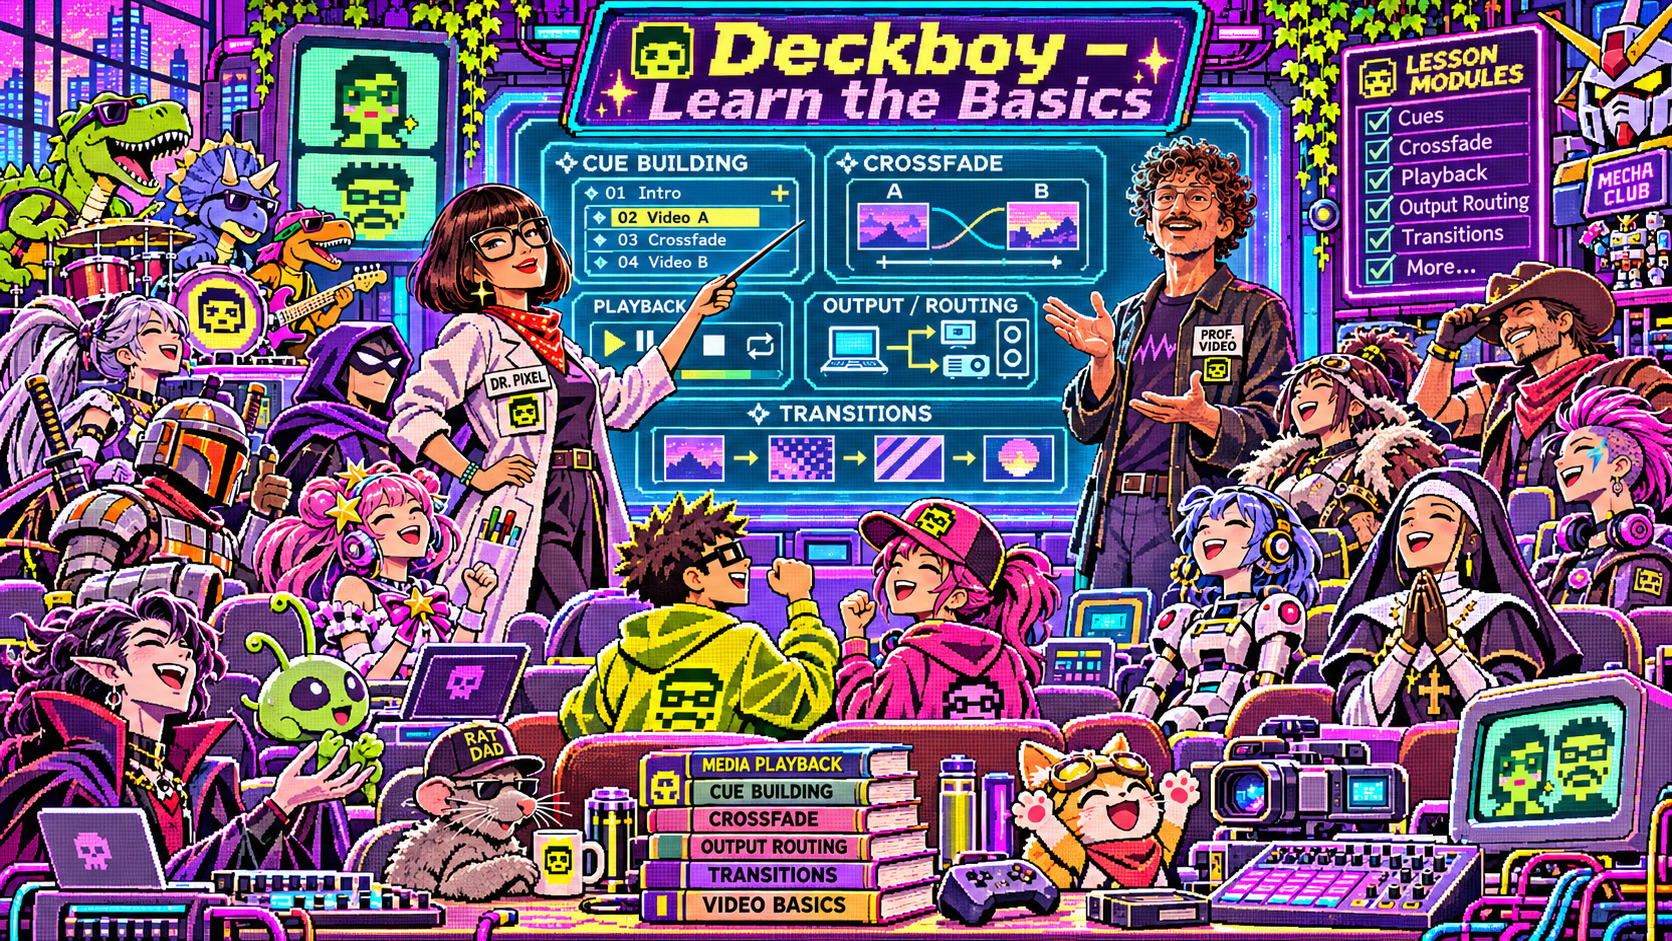 Deckboy –
Learn the Basics
CUE BUILDING
01 Intro +
02 Video A
03 Crossfade
04 Video B
CROSSFADE
A B
PLAYBACK
OUTPUT / ROUTING
TRANSITIONS
LESSON
MODULES
Cues
Crossfade
Playback
Output Routing
Transitions
More...
MECHA
CLUB
DR. PIXEL
PROF.
VIDEO
RAT
DAD
MEDIA PLAYBACK
CUE BUILDING
CROSSFADE
OUTPUT ROUTING
TRANSITIONS
VIDEO BASICS